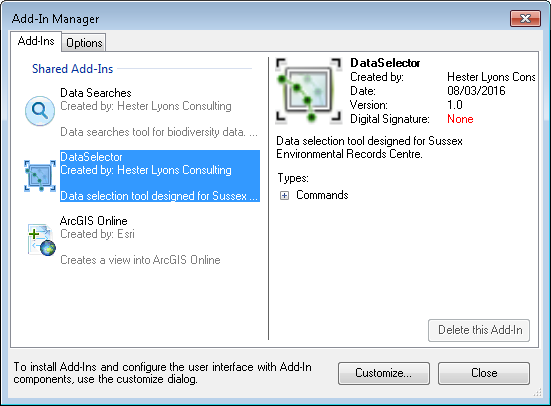 Add-In Manager
Add-Ins
Options
Shared Add-Ins
Data Searches
Created by: Hester Lyons Consulting
Data searches tool for biodiversity data. ...
DataSelector
Created by: Hester Lyons Consulting
Data selection tool designed for Sussex ...
ArcGIS Online
Created by: Esri
Creates a view into ArcGIS Online
DataSelector
Created by: Hester Lyons Cons
Date: 08/03/2016
Version: 1.0
Digital Signature: None
Data selection tool designed for Sussex
Environmental Records Centre.
Types:
Commands
Delete this Add-In
To install Add-Ins and configure the user interface with Add-In
components, use the customize dialog.
Customize...
Close